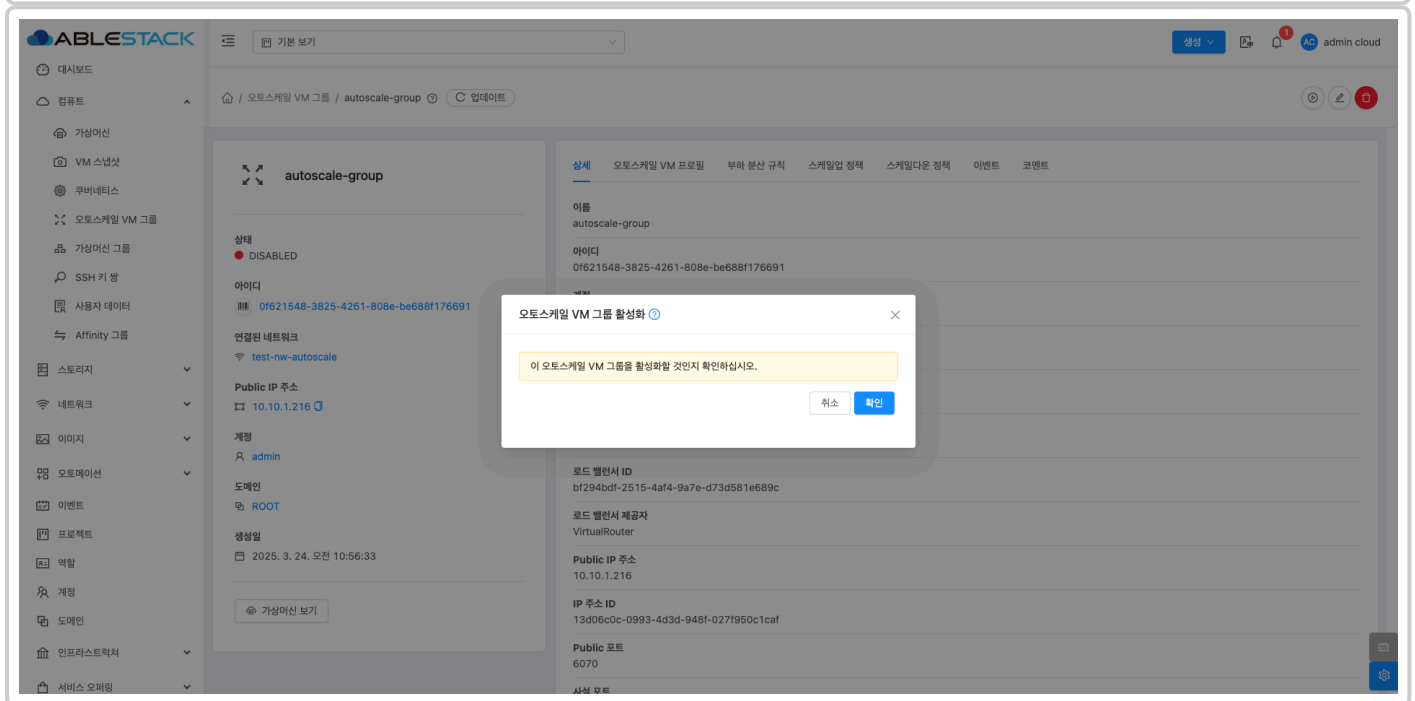 ABLESTACK
기본 보기
생성
1
AC
admin cloud
대시보드
컴퓨트
가상머신
VM 스냅샷
쿠버네티스
오토스케일 VM 그룹
가상머신 그룹
SSH 키 쌍
사용자 데이터
Affinity 그룹
스토리지
네트워크
이미지
오토메이션
이벤트
프로젝트
역할
계정
도메인
인프라스트럭쳐
서비스 오퍼링
/ 오토스케일 VM 그룹 / autoscale-group
업데이트
autoscale-group
상태
DISABLED
아이디
0f621548-3825-4261-808e-be688f176691
연결된 네트워크
test-nw-autoscale
Public IP 주소
10.10.1.216
계정
admin
도메인
ROOT
생성일
2025. 3. 24. 오전 10:56:33
가상머신 보기
상세 오토스케일 VM 프로필 부하 분산 규칙 스케일업 정책 스케일다운 정책 이벤트 코멘트
이름
autoscale-group
아이디
0f621548-3825-4261-808e-be688f176691
오토스케일 VM 그룹 활성화
이 오토스케일 VM 그룹을 활성화할 것인지 확인하십시오.
취소
확인
로드 밸런서 ID
bf294bdf-2515-4af4-9a7e-d73d581e689c
로드 밸런서 제공자
VirtualRouter
Public IP 주소
10.10.1.216
IP 주소 ID
13d06c0c-0993-4d3d-948f-027f950c1caf
Public 포트
6070
사설 포트